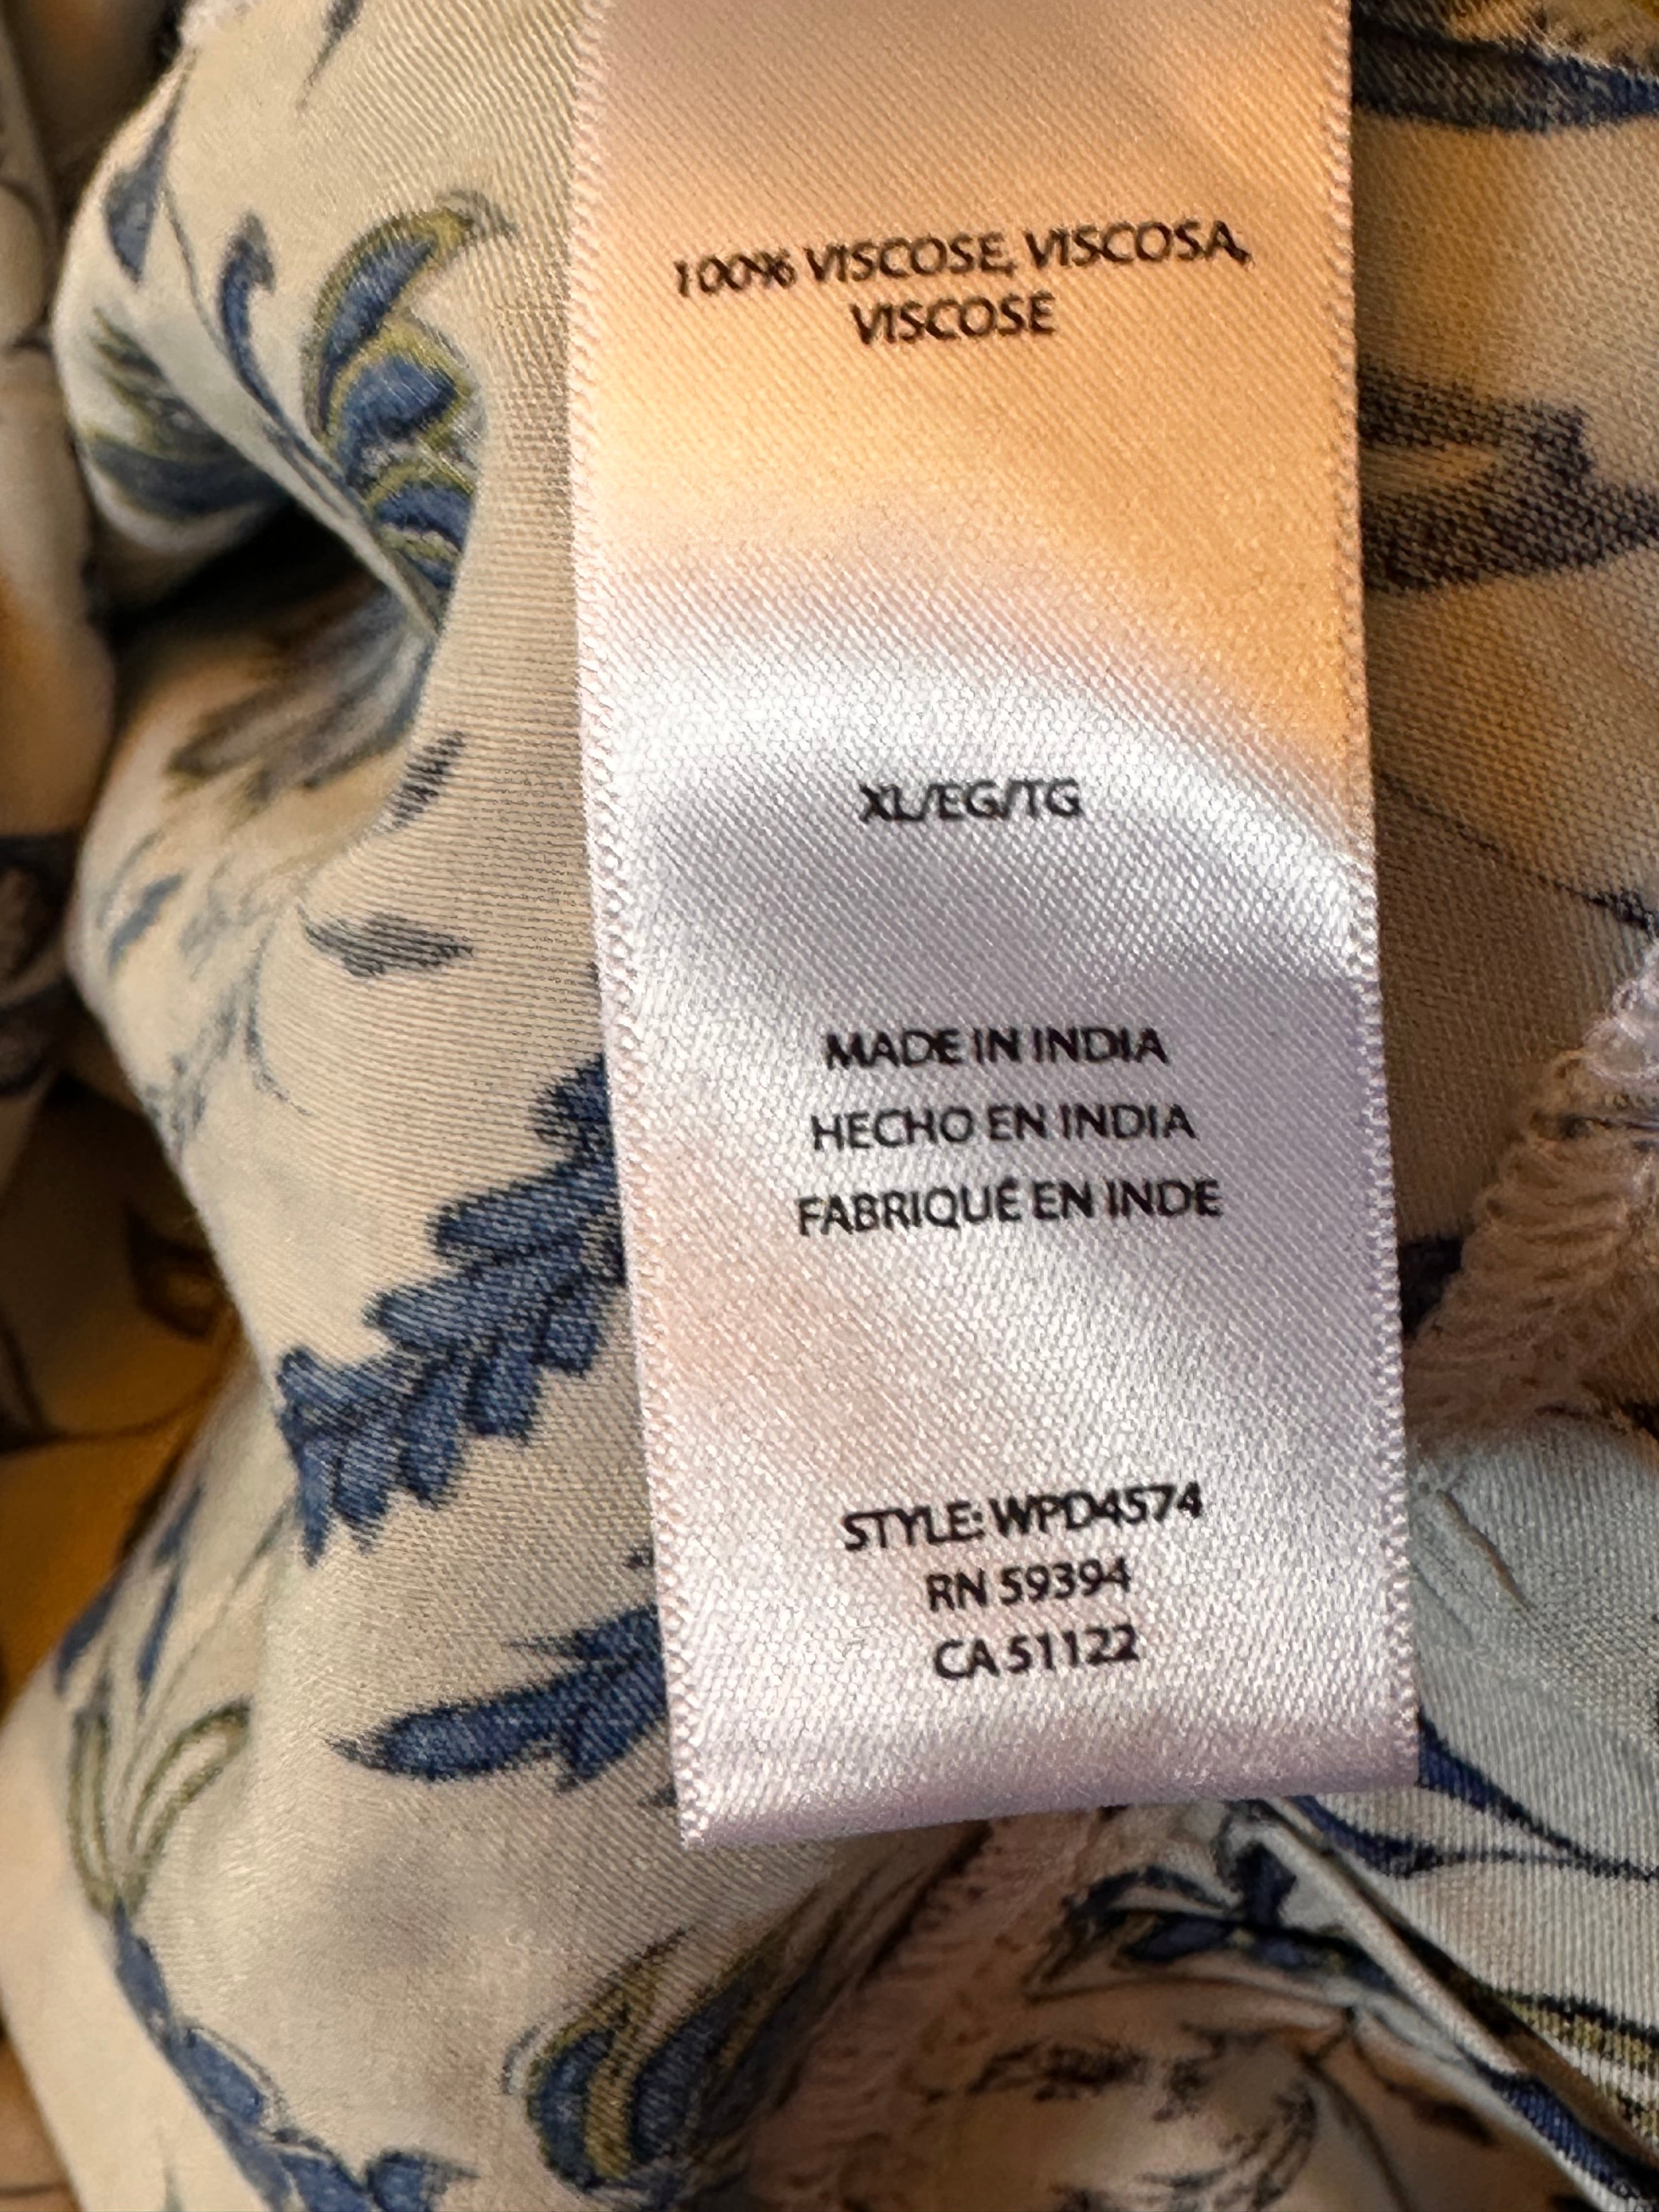 100% VISCOSE, VISCOSA,
VISCOSE
XL/EG/TG
MADE IN INDIA
HECHO EN INDIA
FABRIQUÉ EN INDE
STYLE: WPD4574
RN 59394
CA 51122